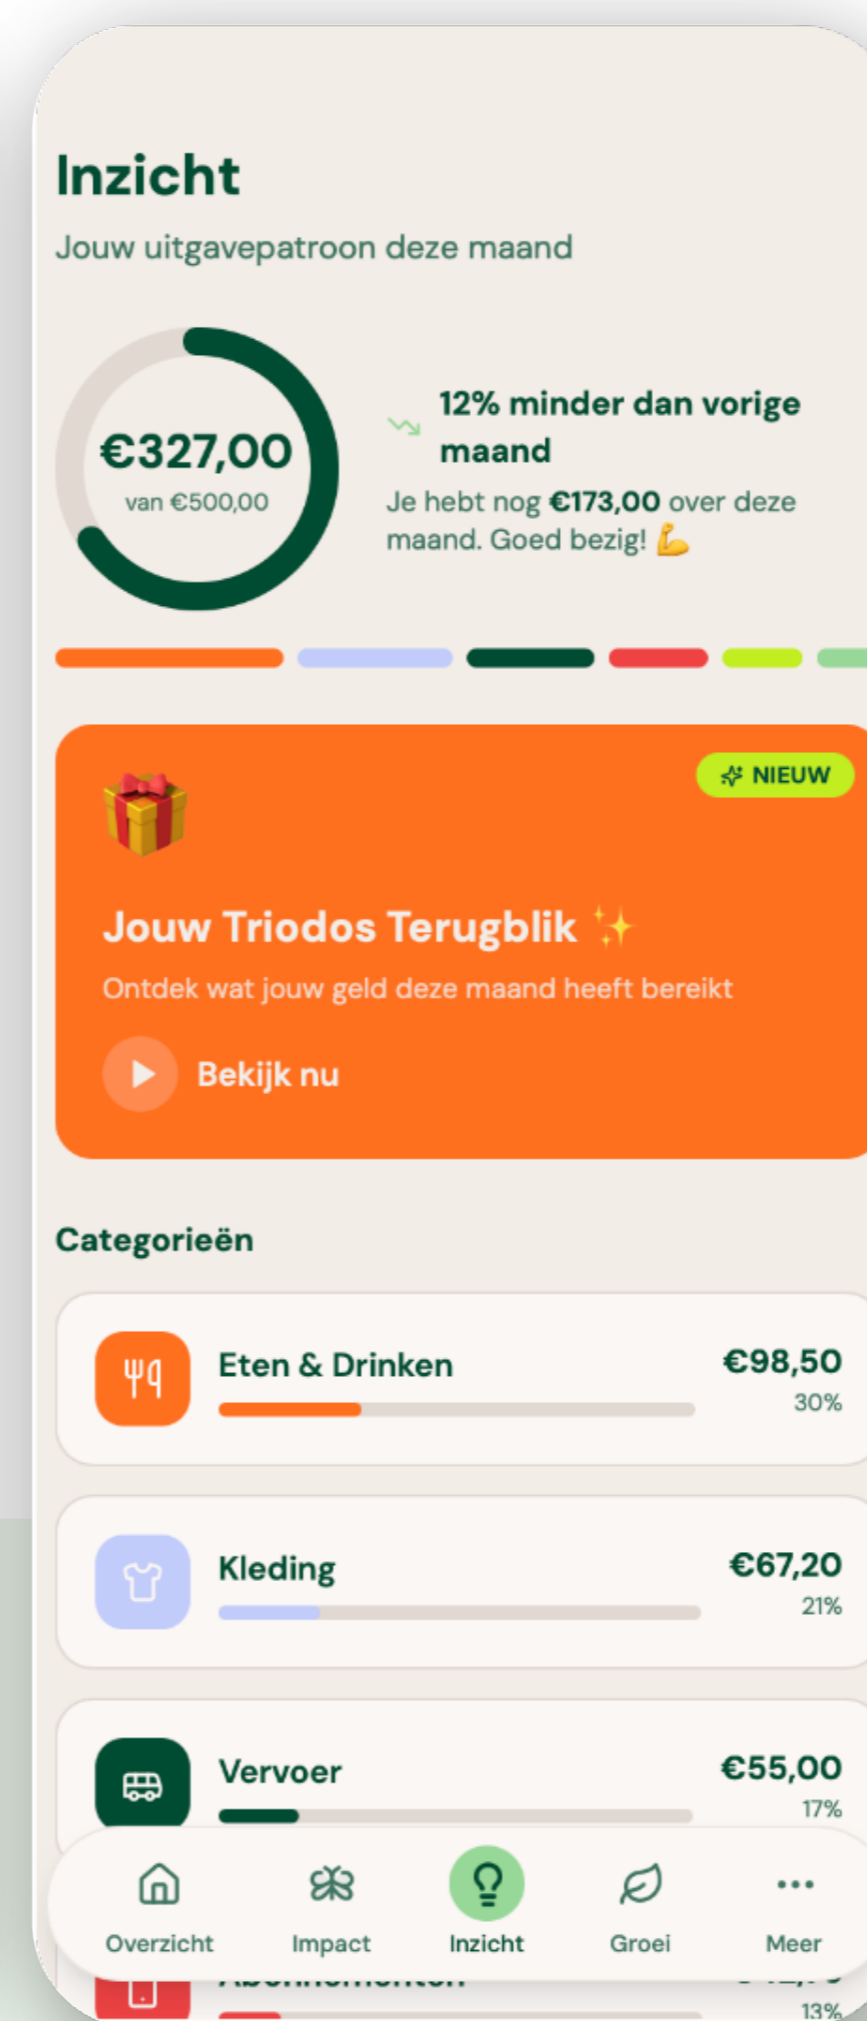 Inzicht
Jouw uitgavepatroon deze maand
€327,00
van €500,00
12% minder dan vorige
maand
Je hebt nog €173,00 over deze
maand. Goed bezig! 💪
NIEUW
Jouw Triodos Terugblik ✨
Ontdek wat jouw geld deze maand heeft bereikt
Bekijk nu
Categorieën
Eten & Drinken
€98,50
30%
Kleding
€67,20
21%
Vervoer
€55,00
17%
Overzicht
Impact
Inzicht
Groei
Meer
Abonnementen
13%